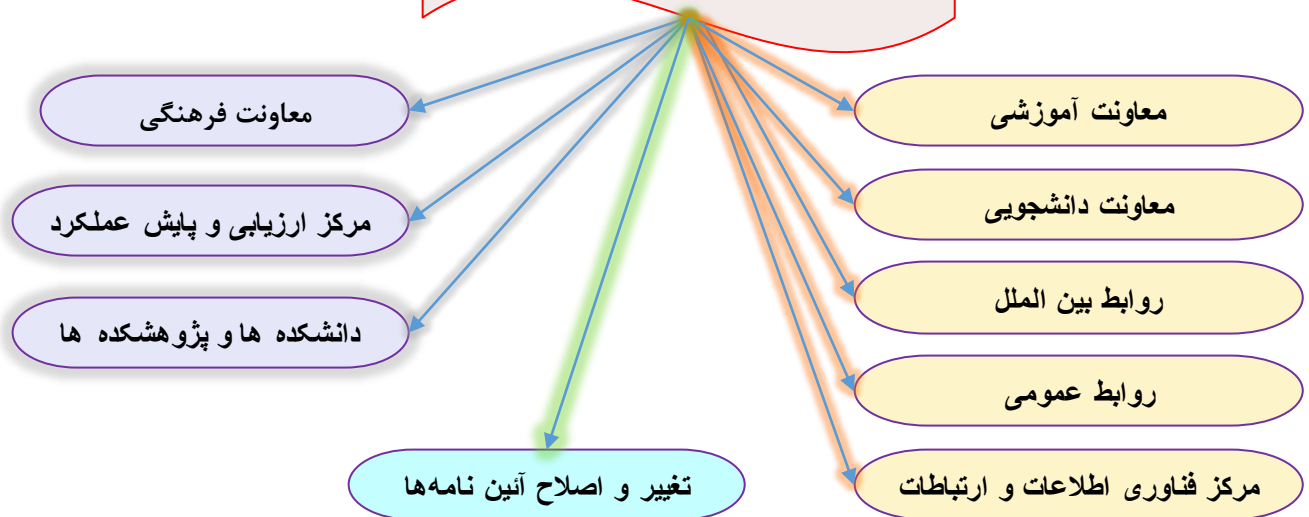 معاونت آموزشی
معاونت دانشجویی
روابط بین الملل
روابط عمومی
مرکز فناوری اطلاعات و ارتباطات
معاونت فرهنگی
مرکز ارزیابی و پایش عملکرد
دانشکده ها و پژوهشکده ها
تغییر و اصلاح آئین نامه‌ها